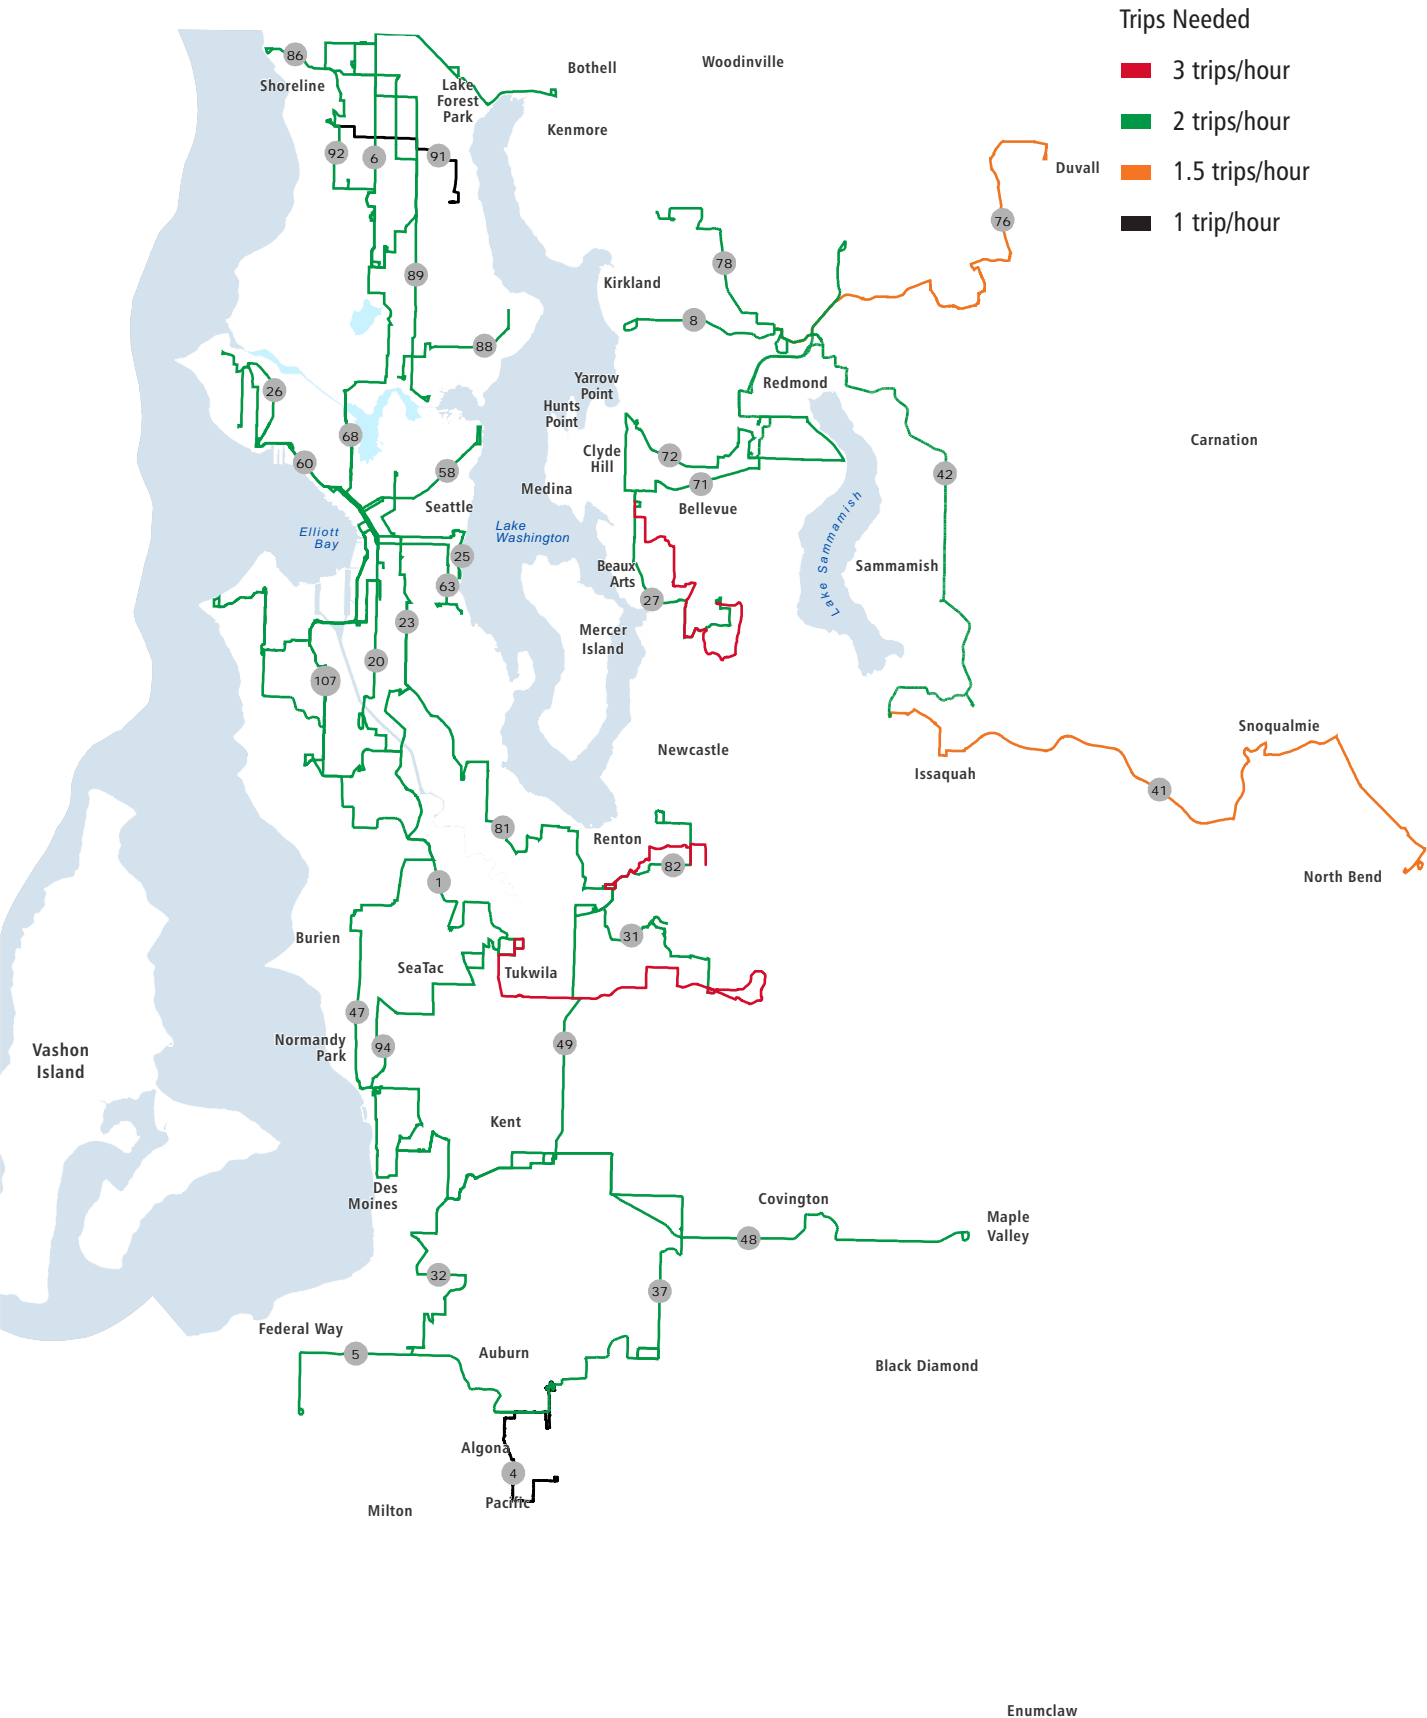 Trips Needed
3 trips/hour
2 trips/hour
1.5 trips/hour
1 trip/hour
86
Shoreline
Lake
Forest
Park
Bothell
Woodinville
Kenmore
92
6
91
Duvall
76
89
78
Kirkland
8
88
26
Yarrow
Point
Hunts
Point
Redmond
68
60
58
Clyde
Hill
72
71
42
Carnation
Medina
Seattle
Bellevue
Elliott
Bay
Lake
Washington
25
63
Beaux
Arts
27
Lake Sammamish
Sammamish
23
Mercer
Island
20
107
Newcastle
Snoqualmie
Issaquah
41
81
Renton
82
North Bend
1
Burien
31
SeaTac
Tukwila
47
Normandy
Park
94
49
Vashon
Island
Kent
Des
Moines
Covington
Maple
Valley
48
32
37
Federal Way
5
Auburn
Black Diamond
Algona
4
Pacific
Milton
Enumclaw